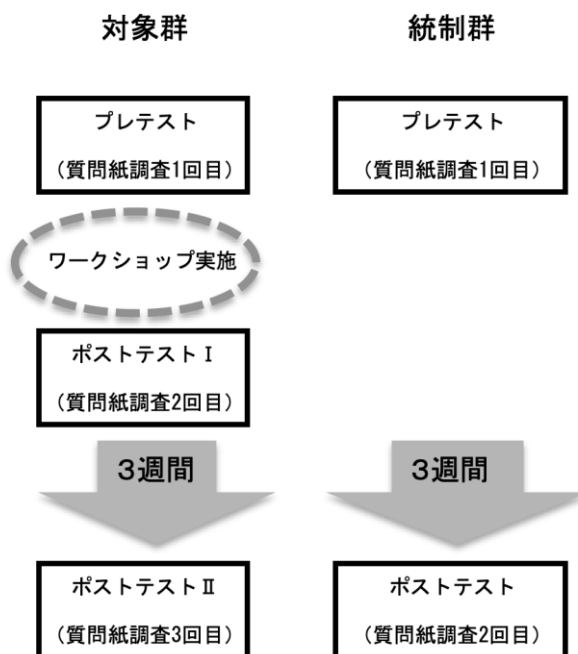 対象群
統制群
プレテスト
(質問紙調査1回目)
プレテスト
(質問紙調査1回目)
ワークショップ実施
ポストテストⅠ
(質問紙調査2回目)
3週間
3週間
ポストテストⅡ
(質問紙調査3回目)
ポストテスト
(質問紙調査2回目)